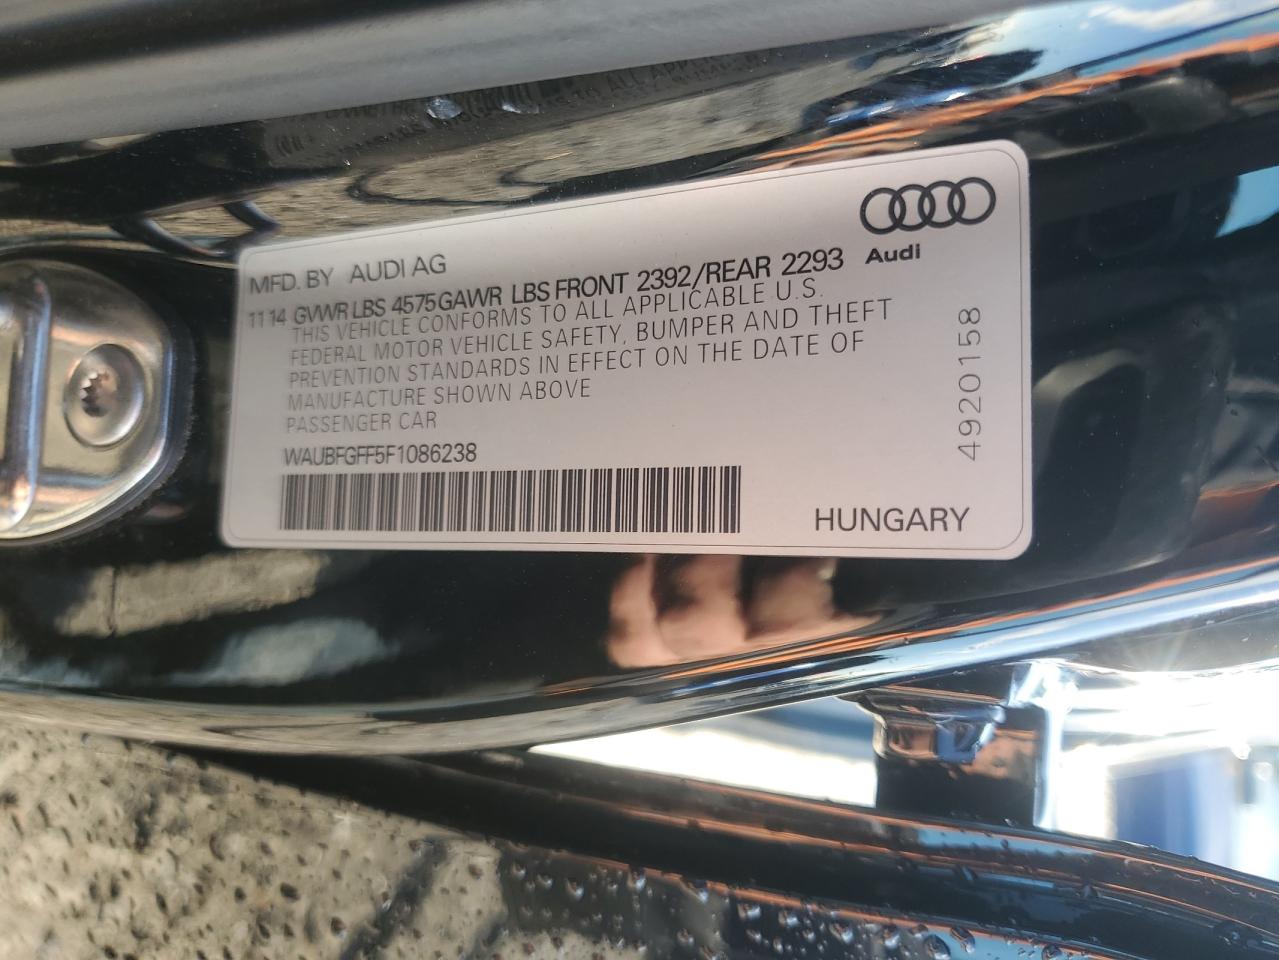 MFD. BY AUDI AG
Audi
11 14 GVWR LBS 4575 GAWR LBS FRONT 2392/REAR 2293
THIS VEHICLE CONFORMS TO ALL APPLICABLE U.S.
FEDERAL MOTOR VEHICLE SAFETY, BUMPER AND THEFT
PREVENTION STANDARDS IN EFFECT ON THE DATE OF
MANUFACTURE SHOWN ABOVE
PASSENGER CAR
WAUBFGFF5F1086238
4920158
HUNGARY